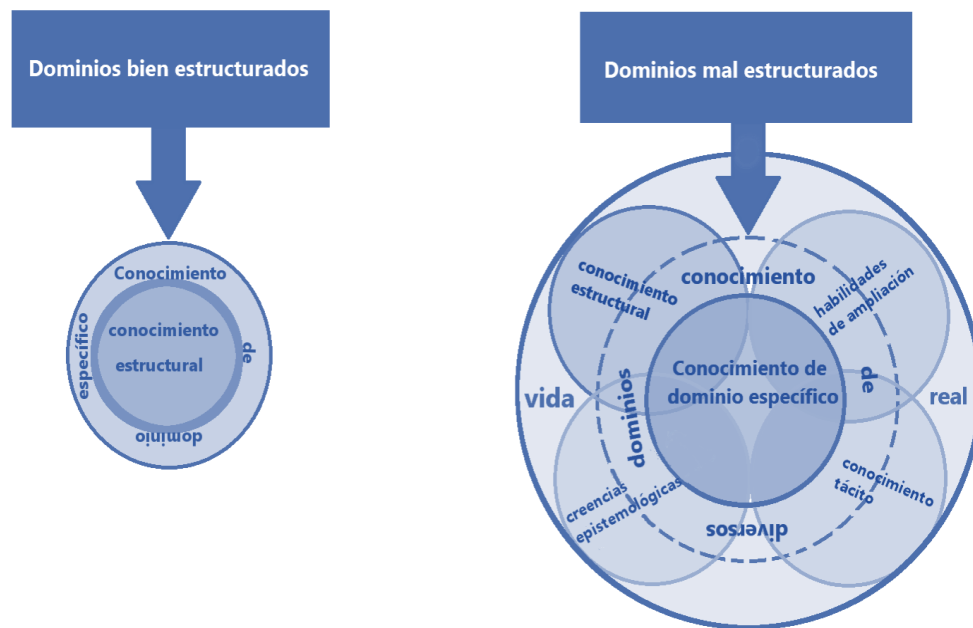 Dominios bien estructurados
Conocimiento
de
dominio
específico
conocimiento
estructural
Dominios mal estructurados
conocimiento
estructural
conocimiento
habilidades
de ampliación
de
diversos
dominios
Conocimiento de
dominio específico
vida
real
creencias
epistemológicas
conocimiento
tácito